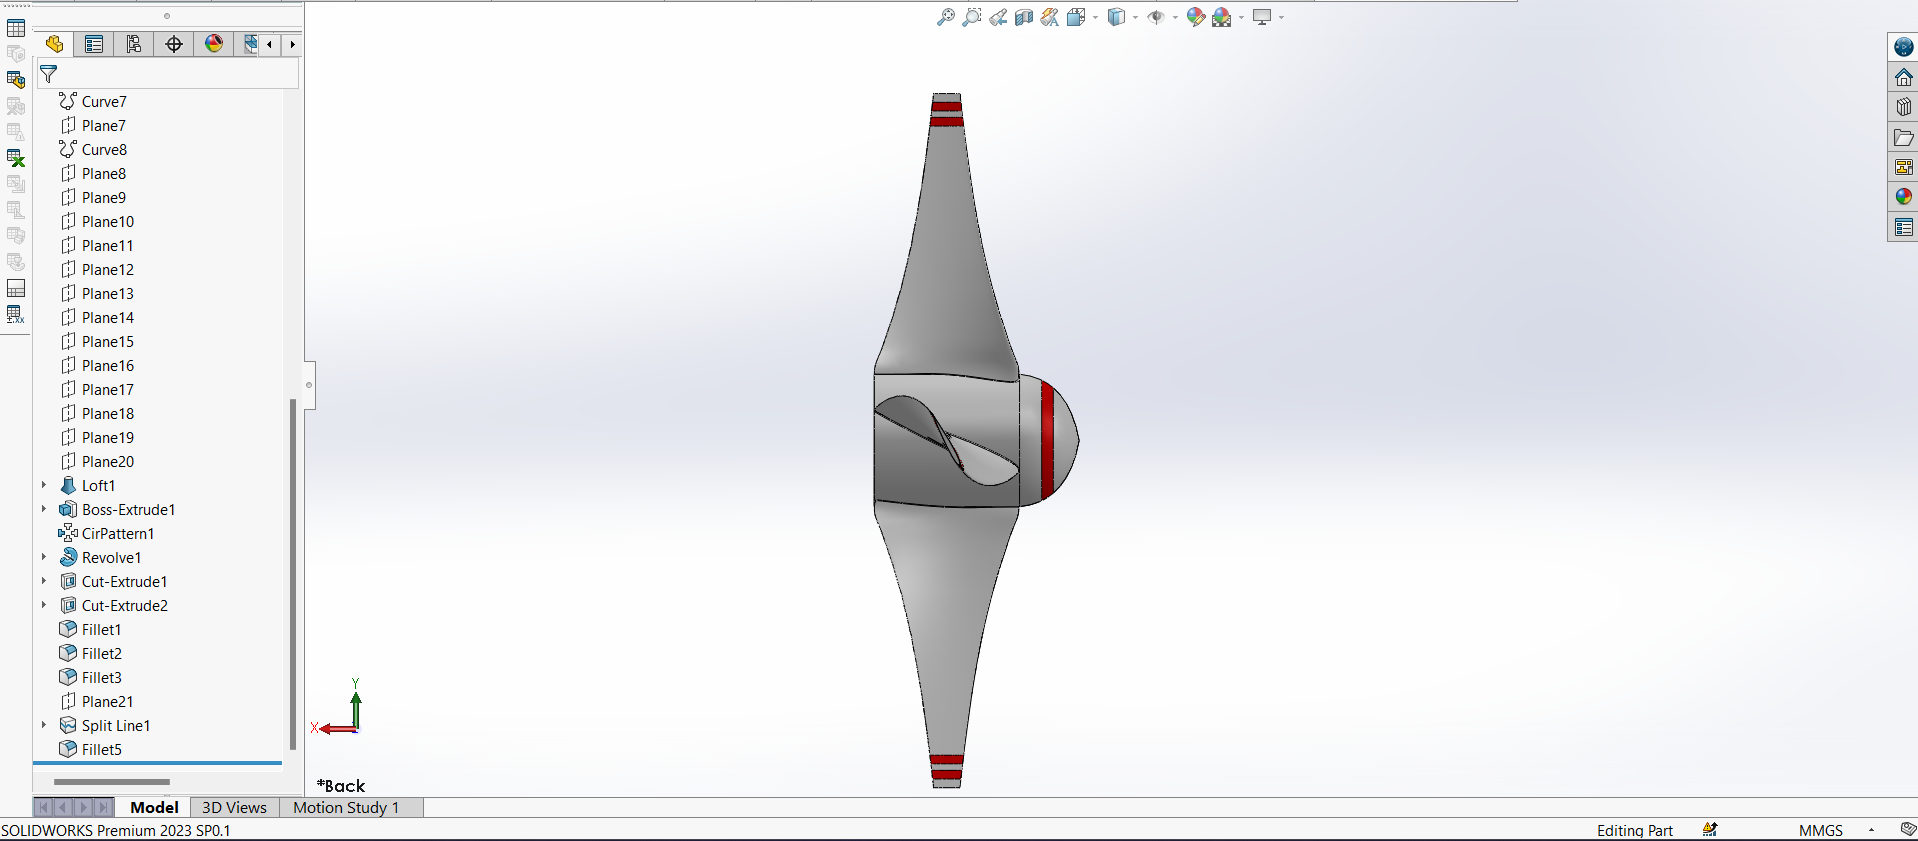 Curve7
Plane7
Curve8
Plane8
Plane9
Plane10
Plane11
Plane12
Plane13
Plane14
Plane15
Plane16
Plane17
Plane18
Plane19
Plane20
Loft1
Boss-Extrude1
CirPattern1
Revolve1
Cut-Extrude1
Cut-Extrude2
Fillet1
Fillet2
Fillet3
Plane21
Split Line1
Fillet5
Y
X
*Back
Model
3D Views
Motion Study 1
SOLIDWORKS Premium 2023 SP0.1
Editing Part
MMGS